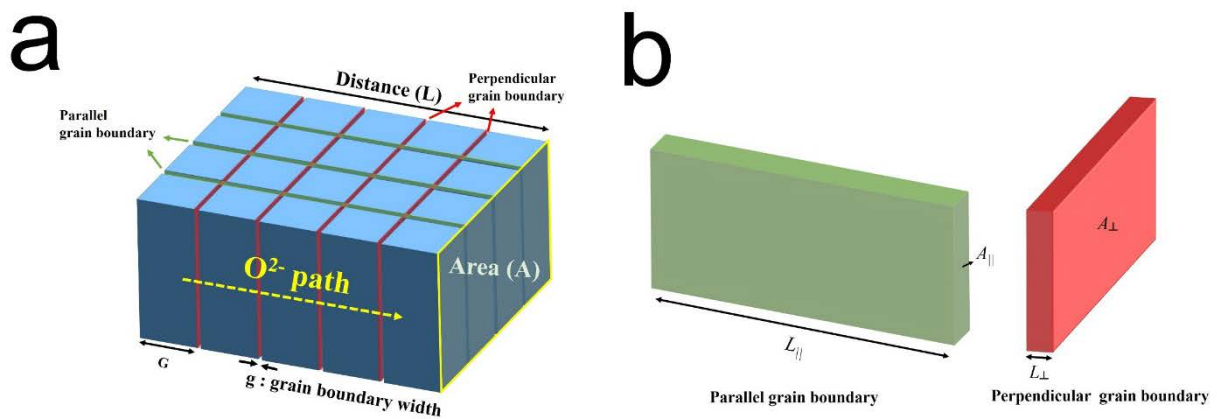 a
Distance (L)
Perpendicular
grain boundary
Parallel
grain boundary
O²⁻ path
Area (A)
G
g : grain boundary width
b
A||
A⊥
L||
L⊥
Parallel grain boundary
Perpendicular grain boundary